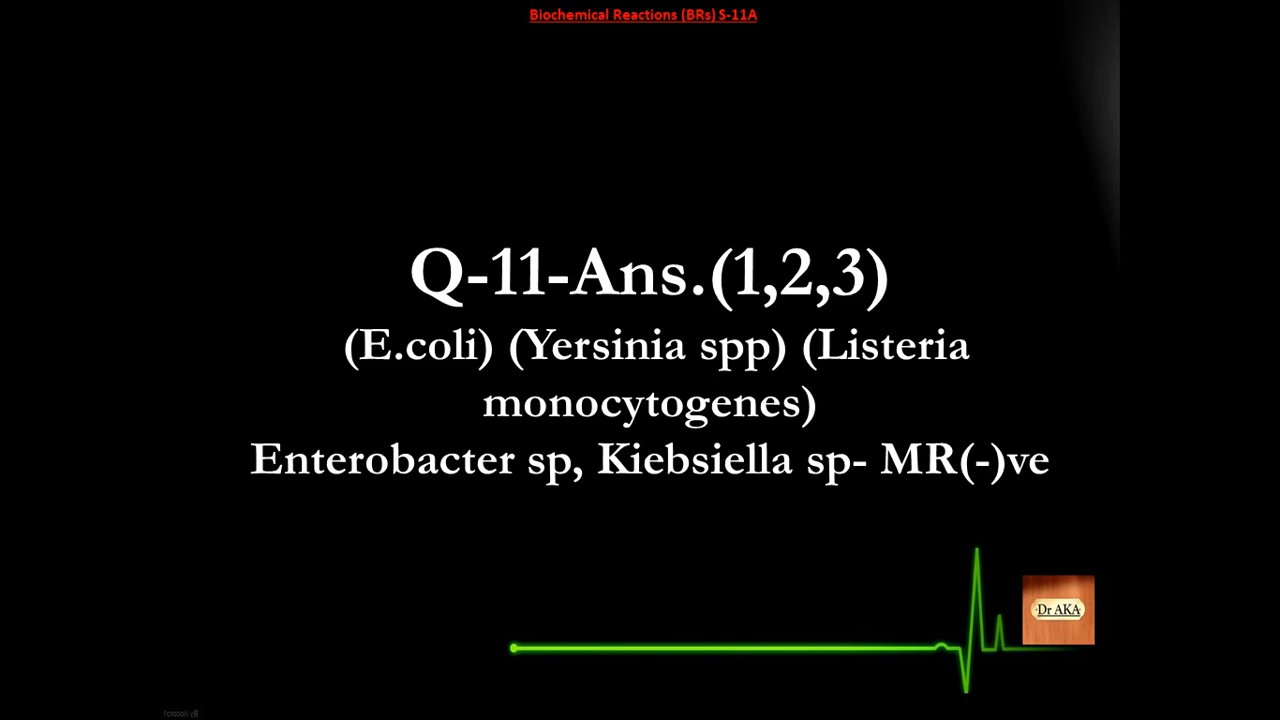 Biochemical Reactions (BRs) S-11A
Q-11-Ans.(1,2,3)
(E.coli) (Yersinia spp) (Listeria
monocytogenes)
Enterobacter sp, Kiebsiella sp- MR(-)ve
Dr AKA